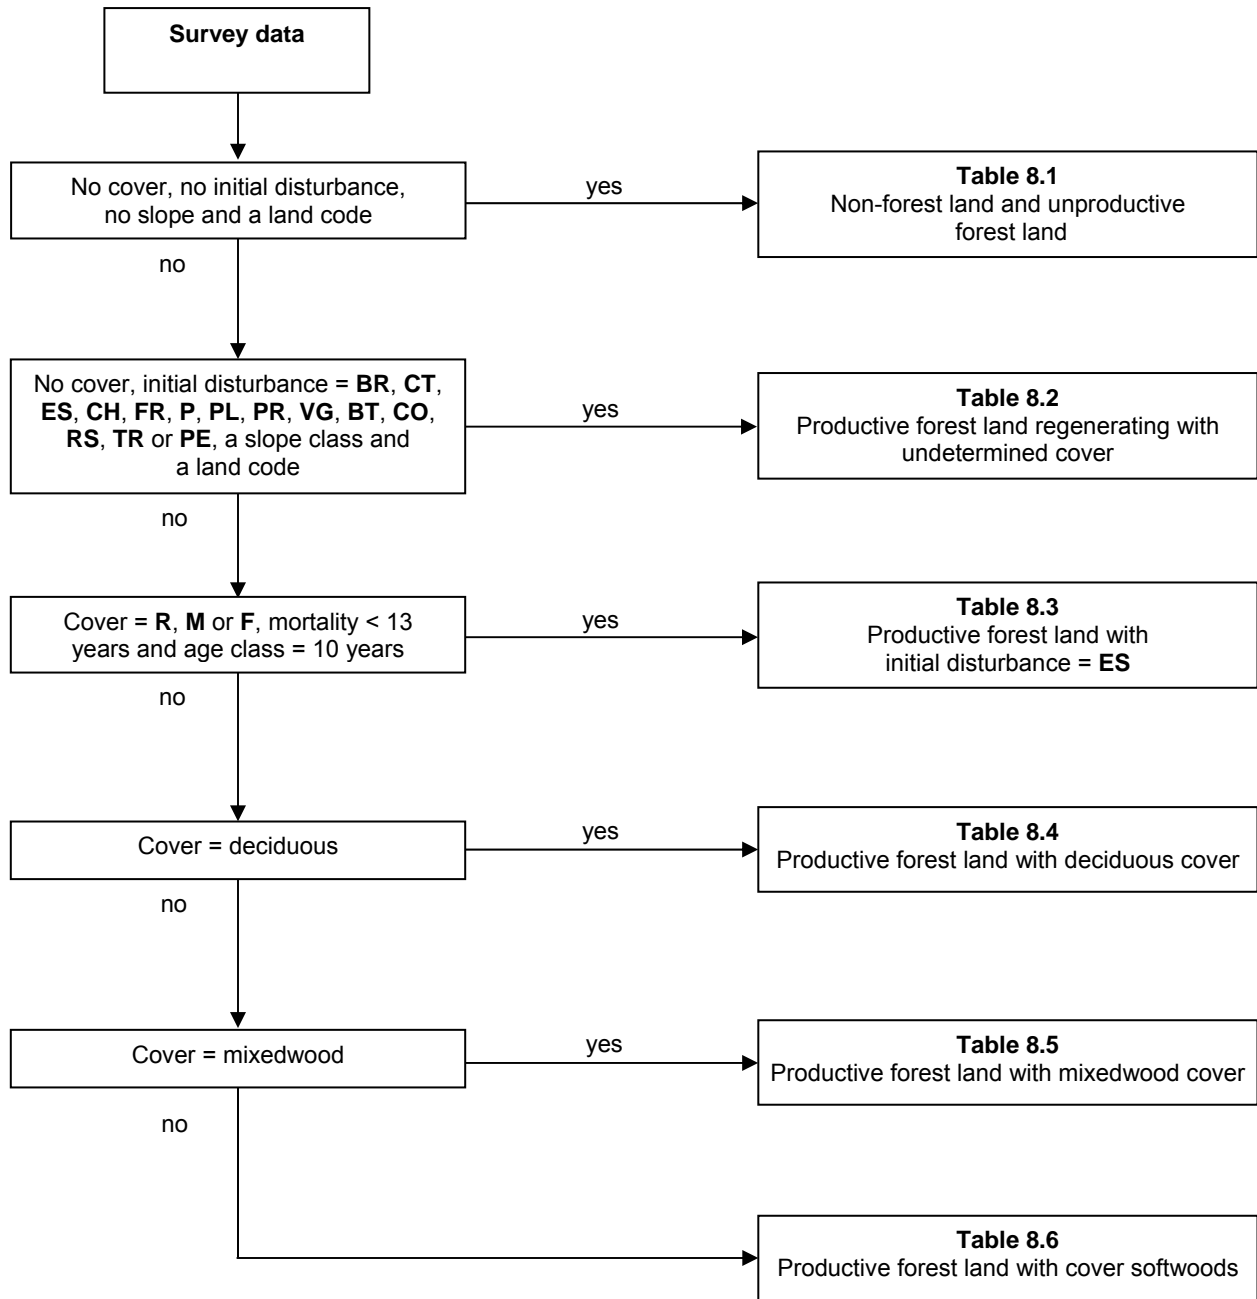 Survey data
No cover, no initial disturbance,
no slope and a land code
yes
Table 8.1
Non-forest land and unproductive
forest land
no
No cover, initial disturbance = BR, CT,
ES, CH, FR, P, PL, PR, VG, BT, CO,
RS, TR or PE, a slope class and
a land code
yes
Table 8.2
Productive forest land regenerating with
undetermined cover
no
Cover = R, M or F, mortality < 13
years and age class = 10 years
yes
Table 8.3
Productive forest land with
initial disturbance = ES
no
Cover = deciduous
yes
Table 8.4
Productive forest land with deciduous cover
no
Cover = mixedwood
yes
Table 8.5
Productive forest land with mixedwood cover
no
Table 8.6
Productive forest land with cover softwoods